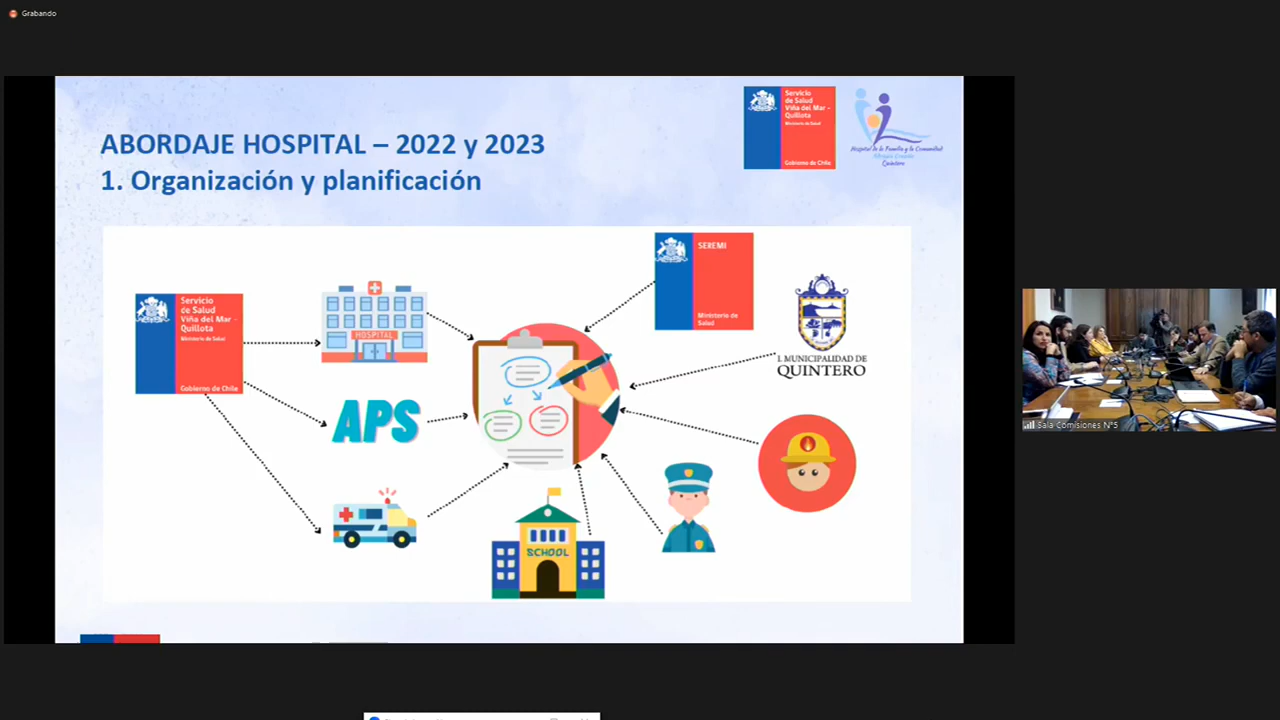 Grabando
ABORDAJE HOSPITAL – 2022 y 2023
1. Organización y planificación
Servicio
de Salud
Viña del Mar -
Quillota
Ministerio de Salud
Gobierno de Chile
Hospital de la Familia y la Comunidad
Adriana Cousiño
Quintero
Servicio
de Salud
Viña del Mar -
Quillota
Ministerio de Salud
Gobierno de Chile
HOSPITAL
APS
SEREMI
Ministerio de
Salud
I. MUNICIPALIDAD DE
QUINTERO
SCHOOL
Sala Comisiones N°5